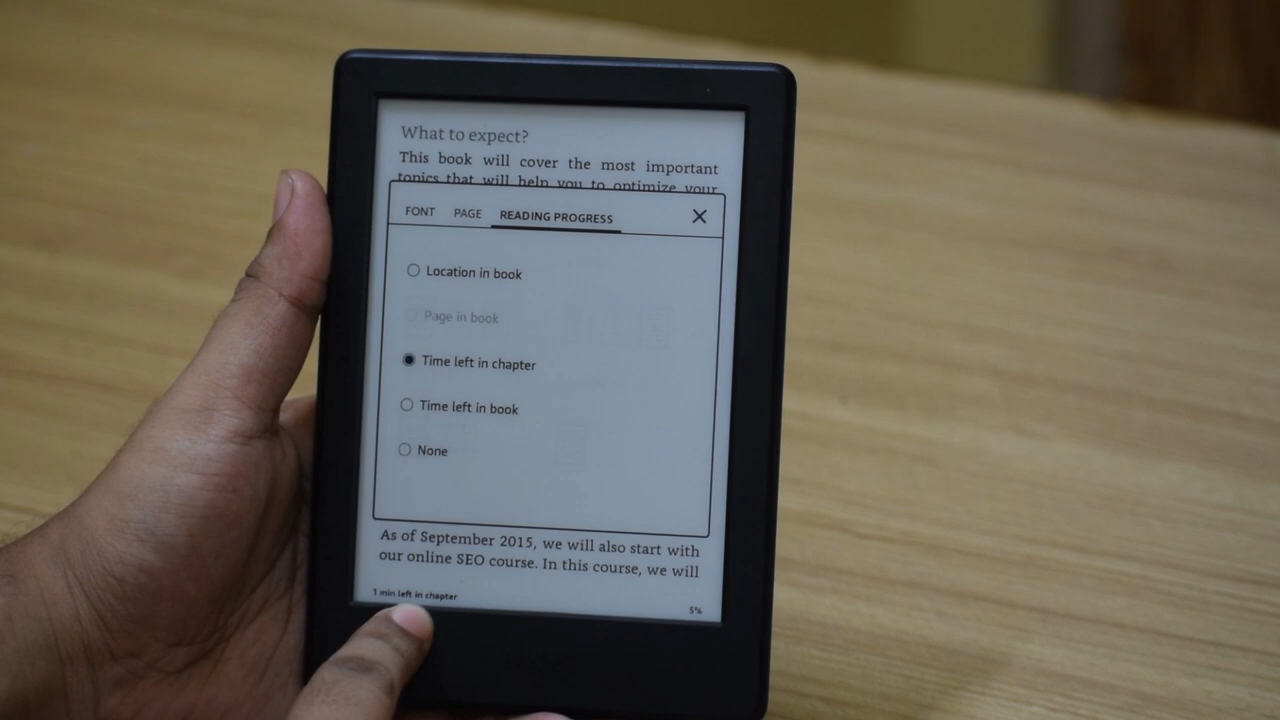 What to expect?
This book will cover the most important
topics that will help you to optimize your
FONT PAGE READING PROGRESS
Location in book
Page in book
Time left in chapter
Time left in book
None
As of September 2015, we will also start with
our online SEO course. In this course, we will
1 min left in chapter
5%